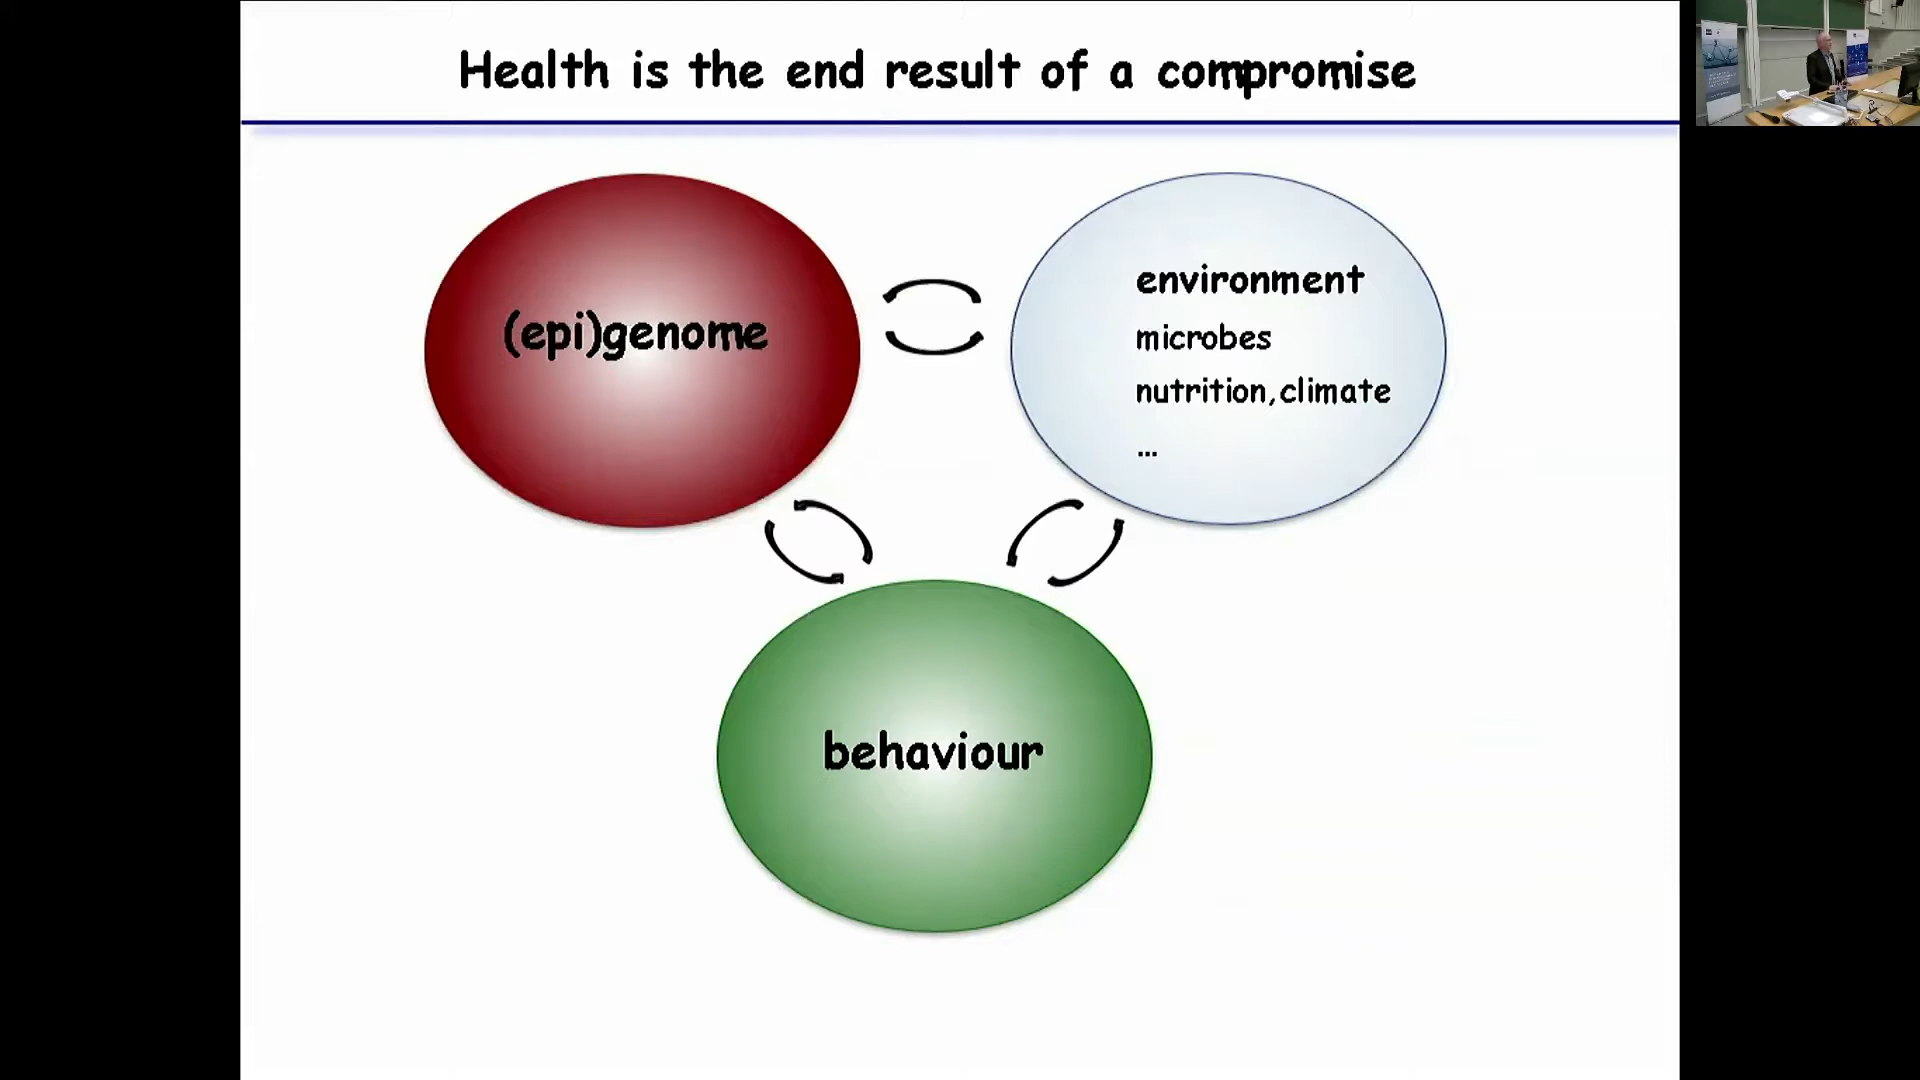 Health is the end result of a compromise
(epi)genome
environment
microbes
nutrition,climate
...
behaviour